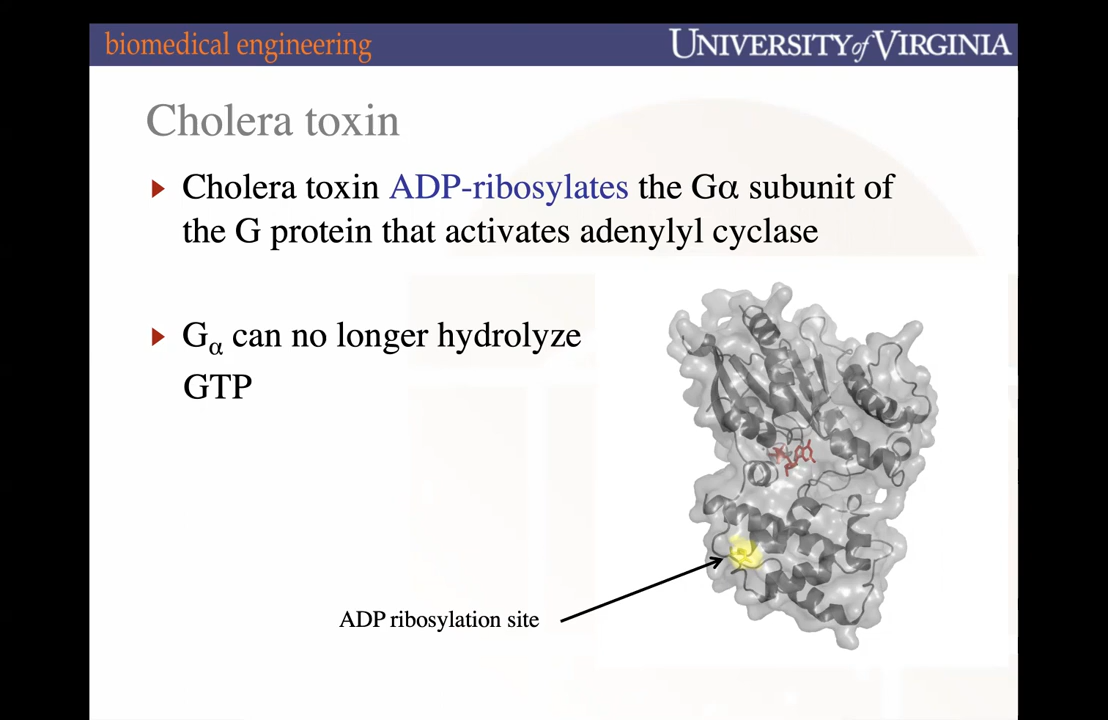 biomedical engineering
UNIVERSITY of VIRGINIA
Cholera toxin
Cholera toxin ADP-ribosylates the Gα subunit of
the G protein that activates adenylyl cyclase
Gα can no longer hydrolyze
GTP
ADP ribosylation site